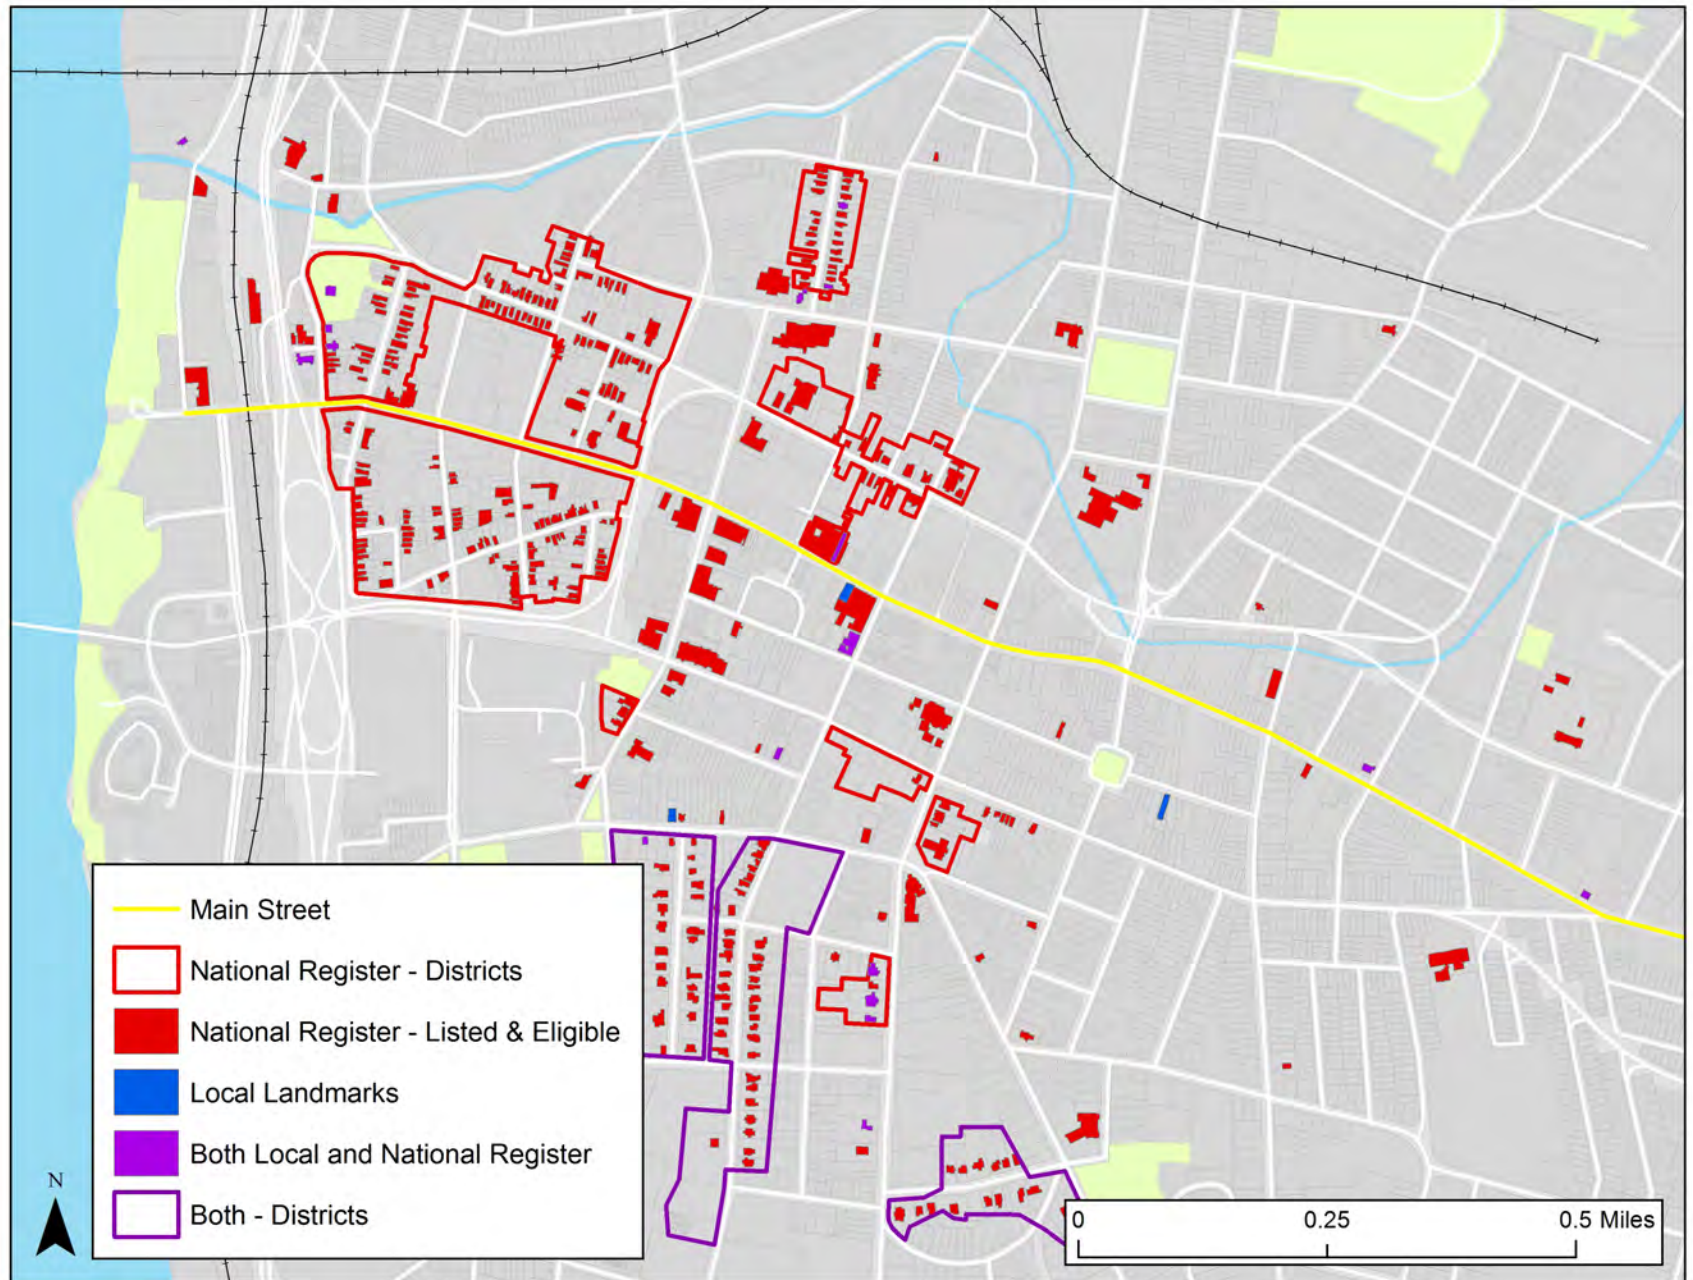 Main Street
National Register - Districts
National Register - Listed & Eligible
Local Landmarks
Both Local and National Register
Both - Districts
N
0 0.25 0.5 Miles